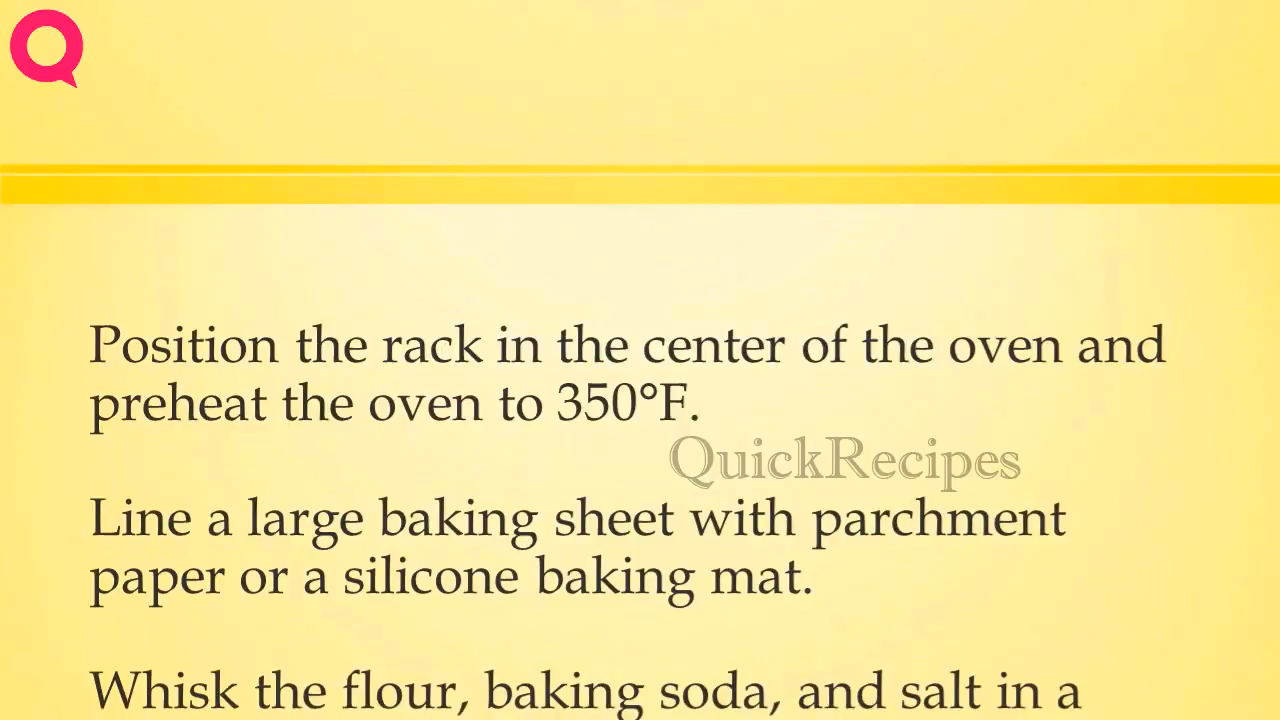 Position the rack in the center of the oven and
preheat the oven to 350°F.
QuickRecipes
Line a large baking sheet with parchment
paper or a silicone baking mat.
Whisk the flour, baking soda, and salt in a